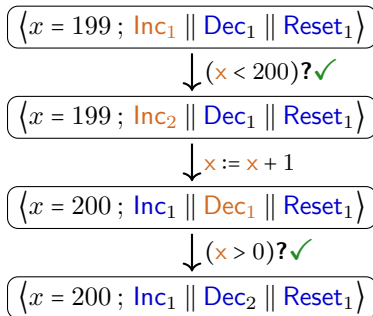 ⟨x = 199 ; Inc₁ || Dec₁ || Reset₁⟩
(x < 200)?✓
⟨x = 199 ; Inc₂ || Dec₁ || Reset₁⟩
x := x + 1
⟨x = 200 ; Inc₁ || Dec₁ || Reset₁⟩
(x > 0)?✓
⟨x = 200 ; Inc₁ || Dec₂ || Reset₁⟩